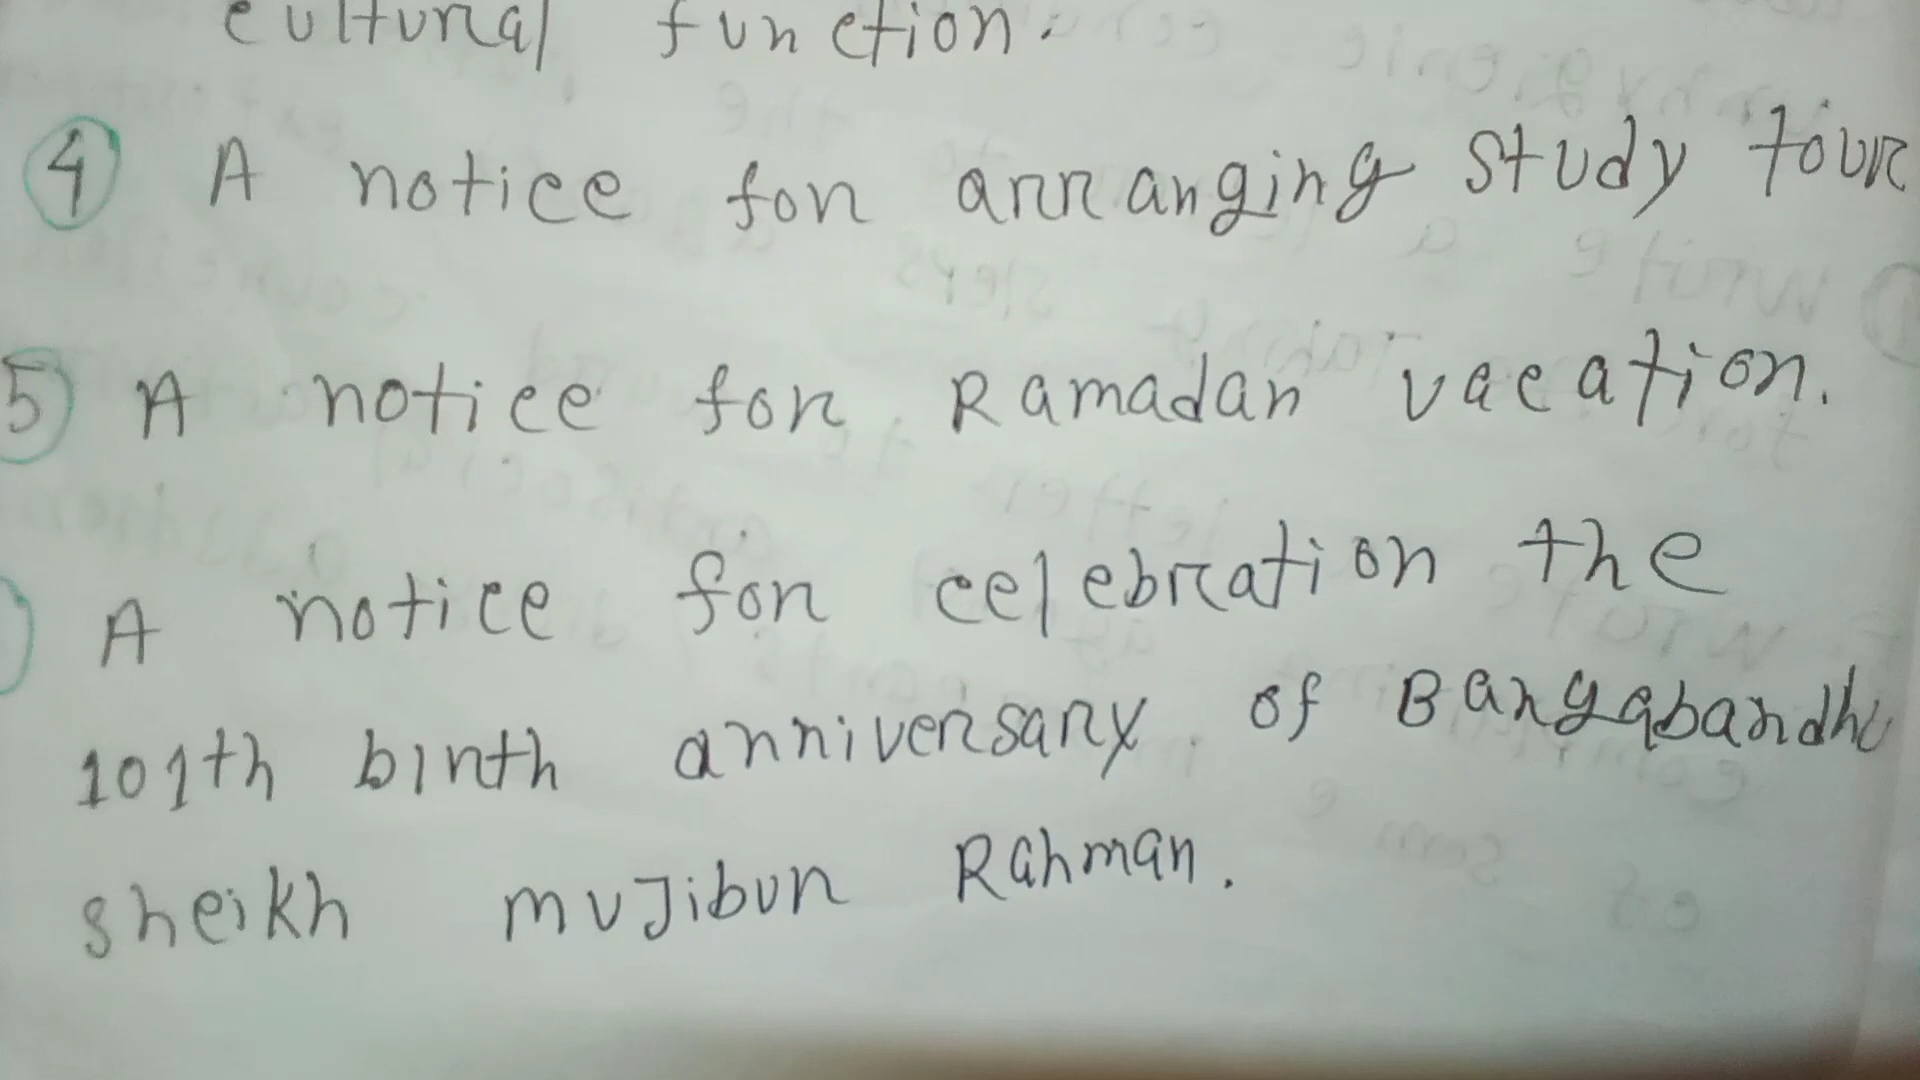 cultural function.
4 A notice for arranging study tour
5 A notice for Ramadan vacation.
A notice for celebration the
101th birth anniversary of Bangabandhu
sheikh mujibur Rahman.